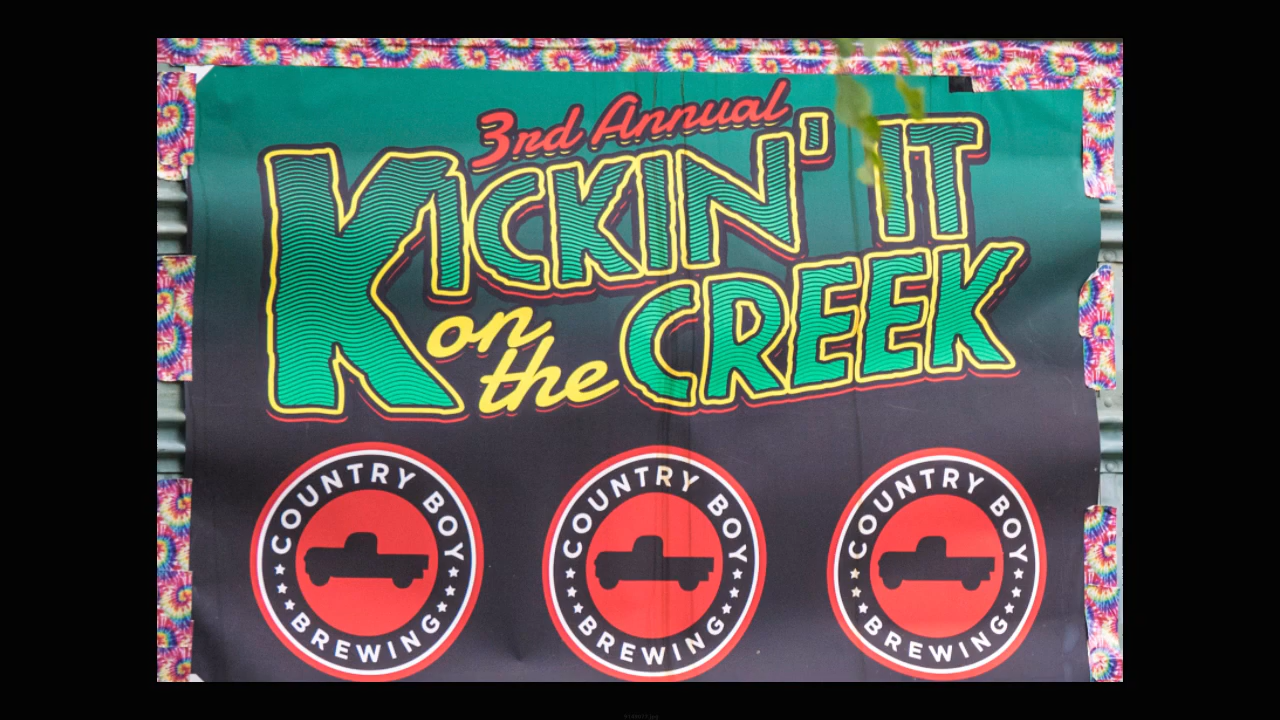 3rd Annual
KICKIN' IT
on
the CREEK
COUNTRY BOY
BREWING
COUNTRY BOY
BREWING
COUNTRY BOY
BREWING